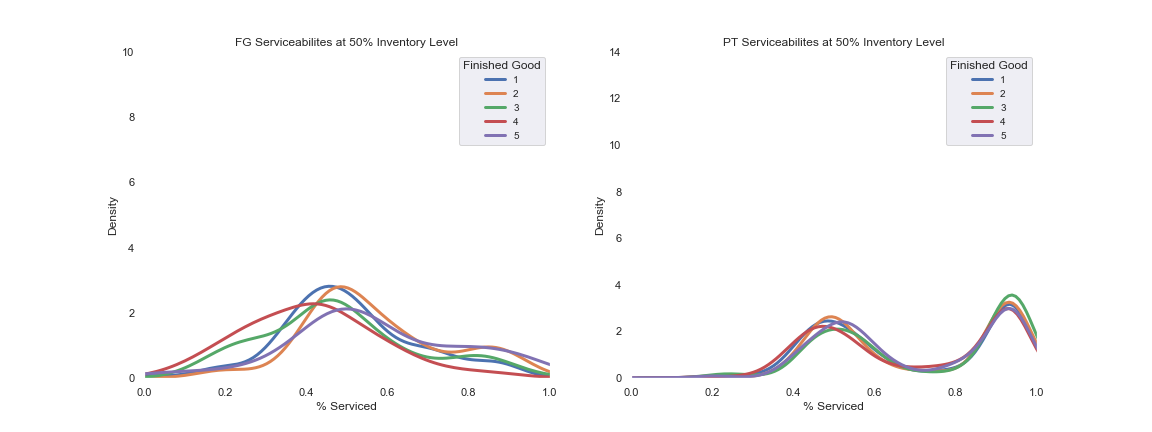 FG Serviceabilites at 50% Inventory Level
10
8
6
4
2
0
Density
0.0 0.2 0.4 0.6 0.8 1.0
% Serviced
Finished Good
1
2
3
4
5
PT Serviceabilites at 50% Inventory Level
14
12
10
8
6
4
2
0
Density
0.0 0.2 0.4 0.6 0.8 1.0
% Serviced
Finished Good
1
2
3
4
5